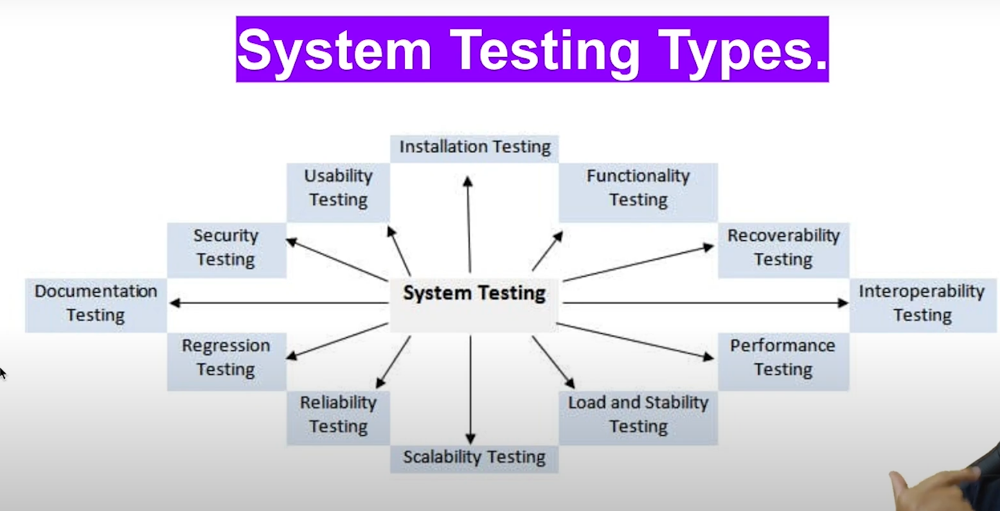 System Testing Types.
Installation Testing
Usability
Testing
Functionality
Testing
Security
Testing
Recoverability
Testing
Documentation
Testing
System Testing
Interoperability
Testing
Regression
Testing
Performance
Testing
Reliability
Testing
Load and Stability
Testing
Scalability Testing